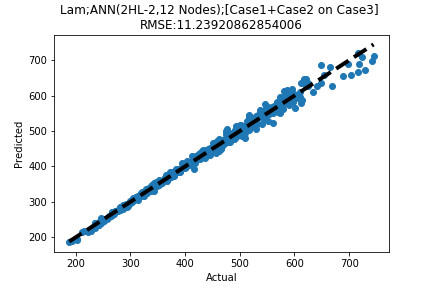 Lam;ANN(2HL-2,12 Nodes);[Case1+Case2 on Case3]
RMSE:11.23920862854006
700
600
500
400
300
200
Predicted
200 300 400 500 600 700
Actual